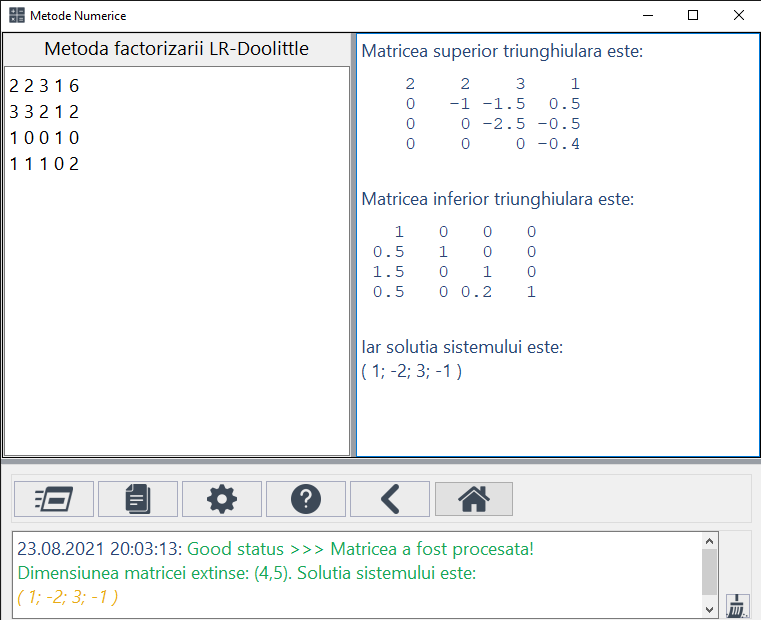 Metode Numerice
Metoda factorizarii LR-Doolittle
2 2 3 1 6
3 3 2 1 2
1 0 0 1 0
1 1 1 0 2
Matricea superior triunghiulara este:
2 2 3 1
0 -1 -1.5 0.5
0 0 -2.5 -0.5
0 0 0 -0.4
Matricea inferior triunghiulara este:
1 0 0 0
0.5 1 0 0
1.5 0 1 0
0.5 0 0.2 1
Iar solutia sistemului este:
( 1; -2; 3; -1 )
23.08.2021 20:03:13: Good status >>> Matricea a fost procesata!
Dimensiunea matricei extinse: (4,5). Solutia sistemului este:
( 1; -2; 3; -1 )